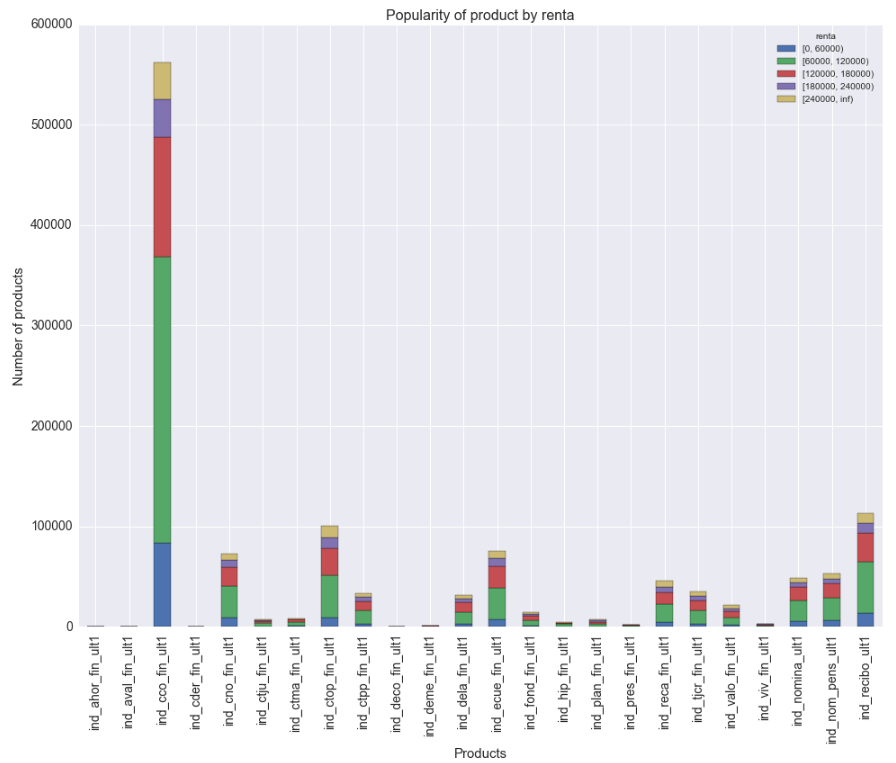 Popularity of product by renta
renta
[0, 60000)
[60000, 120000)
[120000, 180000)
[180000, 240000)
[240000, inf)
Number of products
600000
500000
400000
300000
200000
100000
0
ind_ahor_fin_ult1
ind_aval_fin_ult1
ind_cco_fin_ult1
ind_cder_fin_ult1
ind_cno_fin_ult1
ind_ctju_fin_ult1
ind_ctma_fin_ult1
ind_ctop_fin_ult1
ind_ctpp_fin_ult1
ind_deco_fin_ult1
ind_deme_fin_ult1
ind_dela_fin_ult1
ind_ecue_fin_ult1
ind_fond_fin_ult1
ind_hip_fin_ult1
ind_plan_fin_ult1
ind_pres_fin_ult1
ind_reca_fin_ult1
ind_tjcr_fin_ult1
ind_valo_fin_ult1
ind_viv_fin_ult1
ind_nomina_ult1
ind_nom_pens_ult1
ind_recibo_ult1
Products